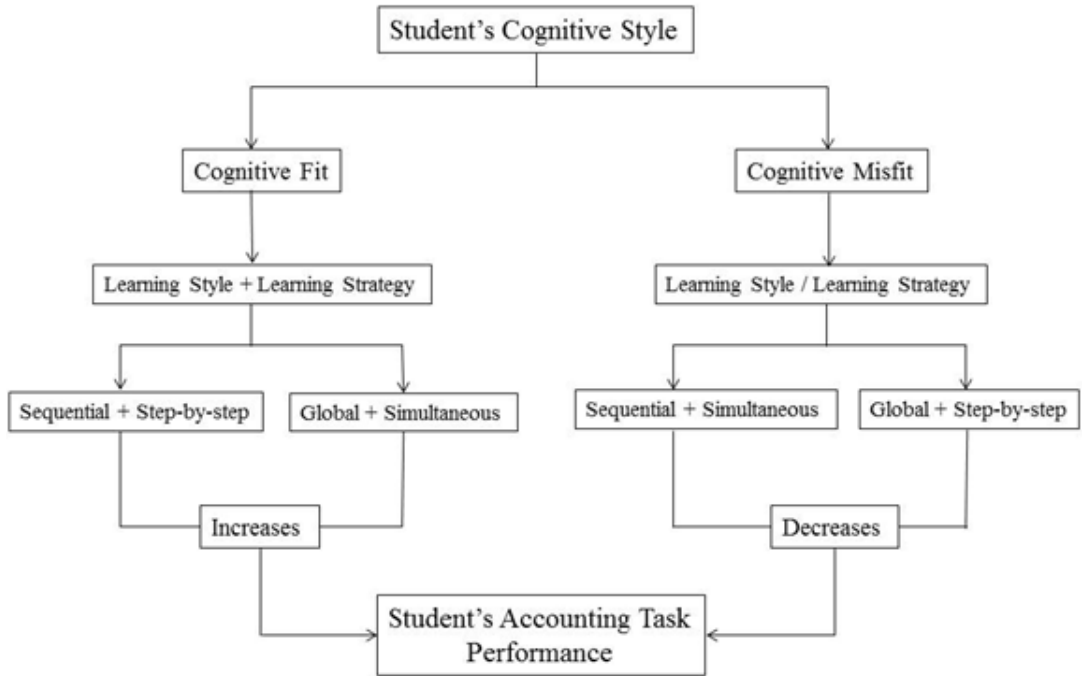 Student's Cognitive Style
Cognitive Fit
Cognitive Misfit
Learning Style + Learning Strategy
Learning Style / Learning Strategy
Sequential + Step-by-step
Global + Simultaneous
Sequential + Simultaneous
Global + Step-by-step
Increases
Decreases
Student's Accounting Task
Performance